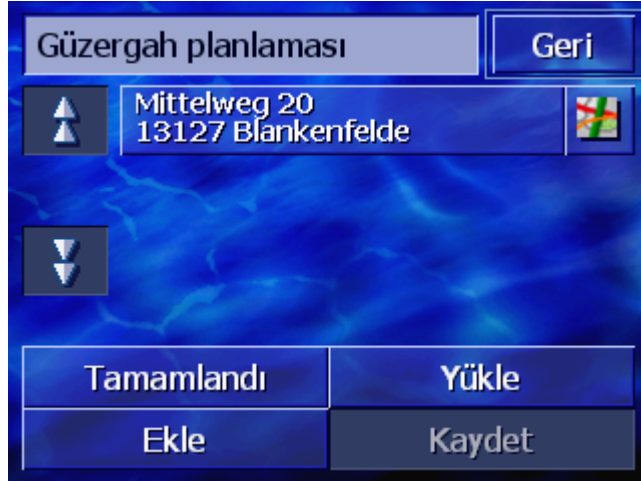 Güzergah planlaması
Geri
Mittelweg 20
13127 Blankenfelde
Tamamlandı
Yükle
Ekle
Kaydet